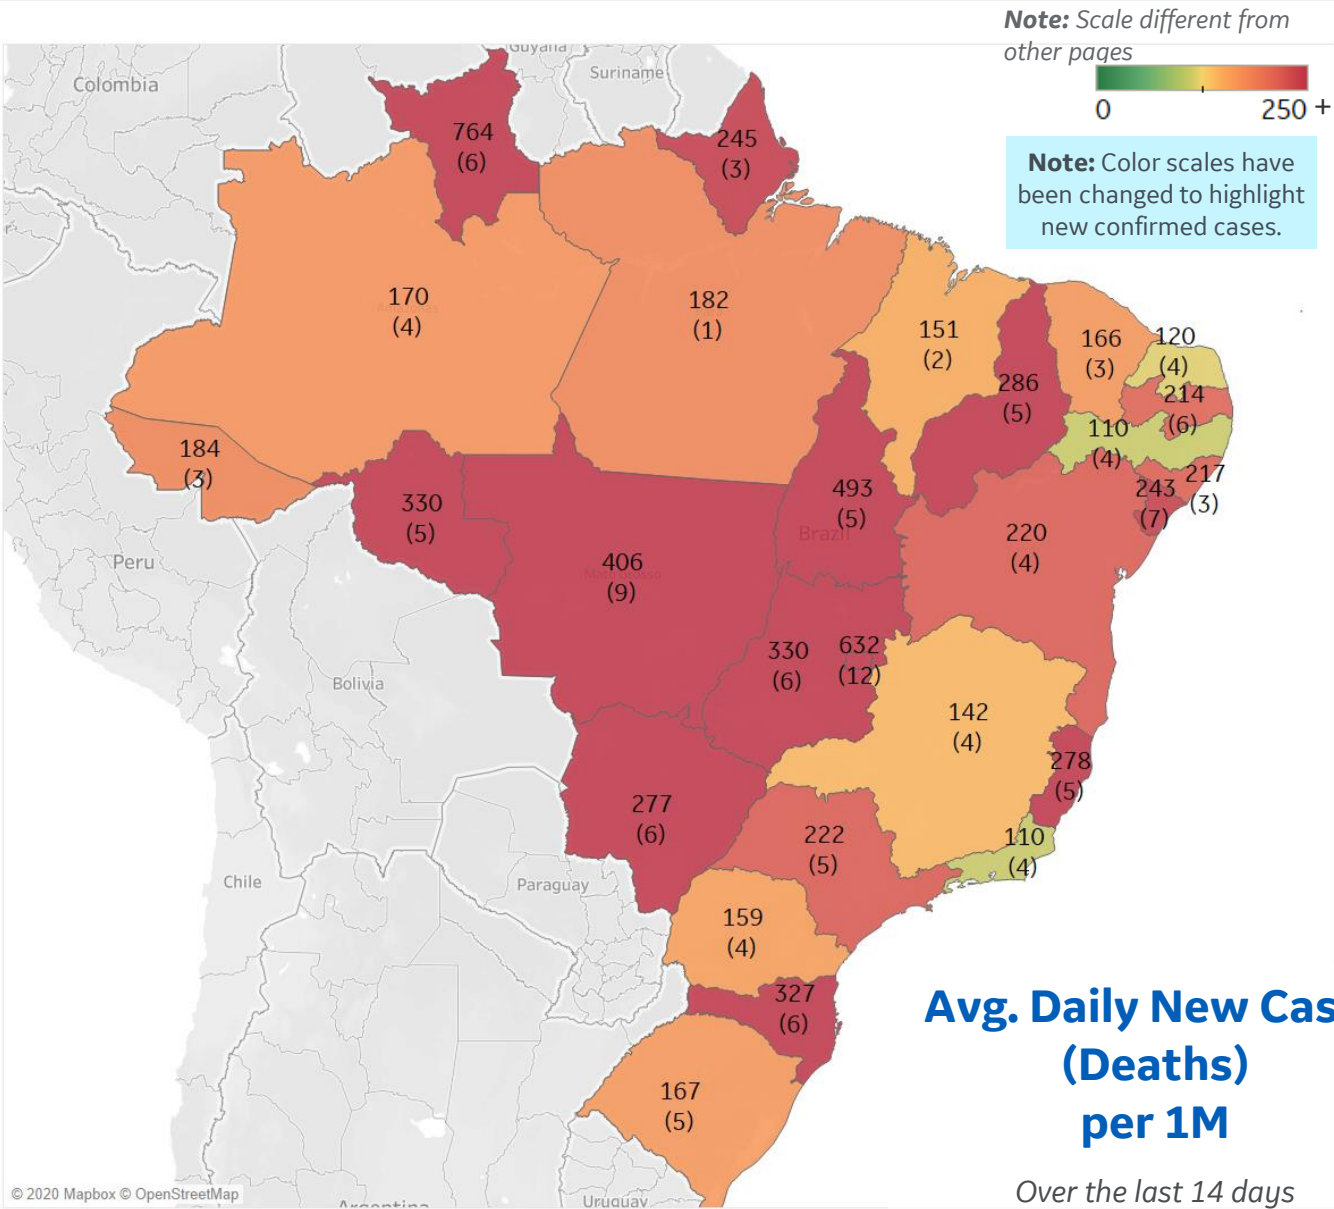 Note: Scale different from
other pages
0
250 +
Note: Color scales have
been changed to highlight
new confirmed cases.
Guyana
Suriname
Colombia
764
(6)
245
(3)
170
(4)
182
(1)
151
(2)
166
(3)
120
(4)
286
(5)
214
(6)
110
(4)
184
(3)
217
(3)
243
(7)
330
(5)
493
(5)
Brazil
220
(4)
Peru
406
(9)
Mato Grosso
330
(6)
632
(12)
Bolivia
142
(4)
278
(5)
277
(6)
222
(5)
110
(4)
Chile
Paraguay
159
(4)
327
(6)
167
(5)
Avg. Daily New Cas
(Deaths)
per 1M
Over the last 14 days
© 2020 Mapbox © OpenStreetMap
Argentina
Uruguay